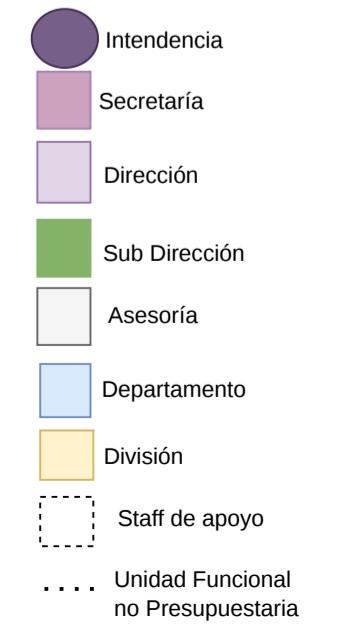 Intendencia
Secretaría
Dirección
Sub Dirección
Asesoría
Departamento
División
Staff de apoyo
Unidad Funcional
no Presupuestaria